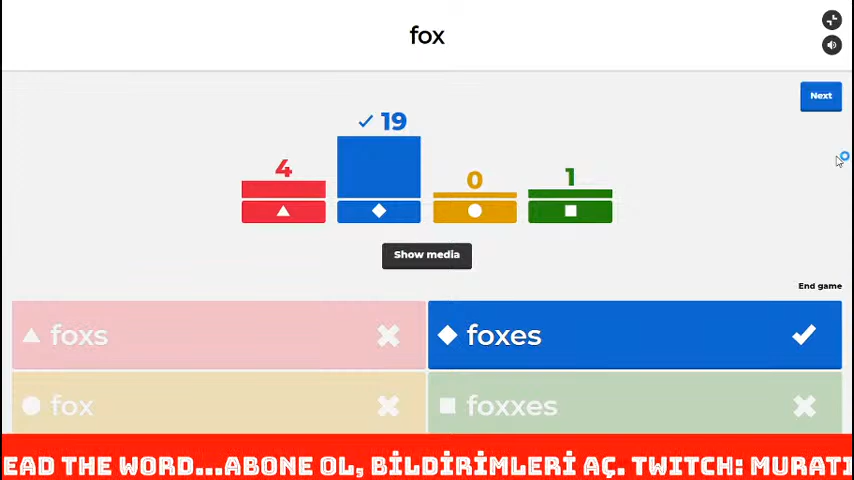 fox
Next
19
4
0
1
Show media
End game
foxs
foxes
fox
foxxes
EAD THE WORD...ABONE OL, BİLDİRİMLERİ AÇ. TWITCH: MURATI